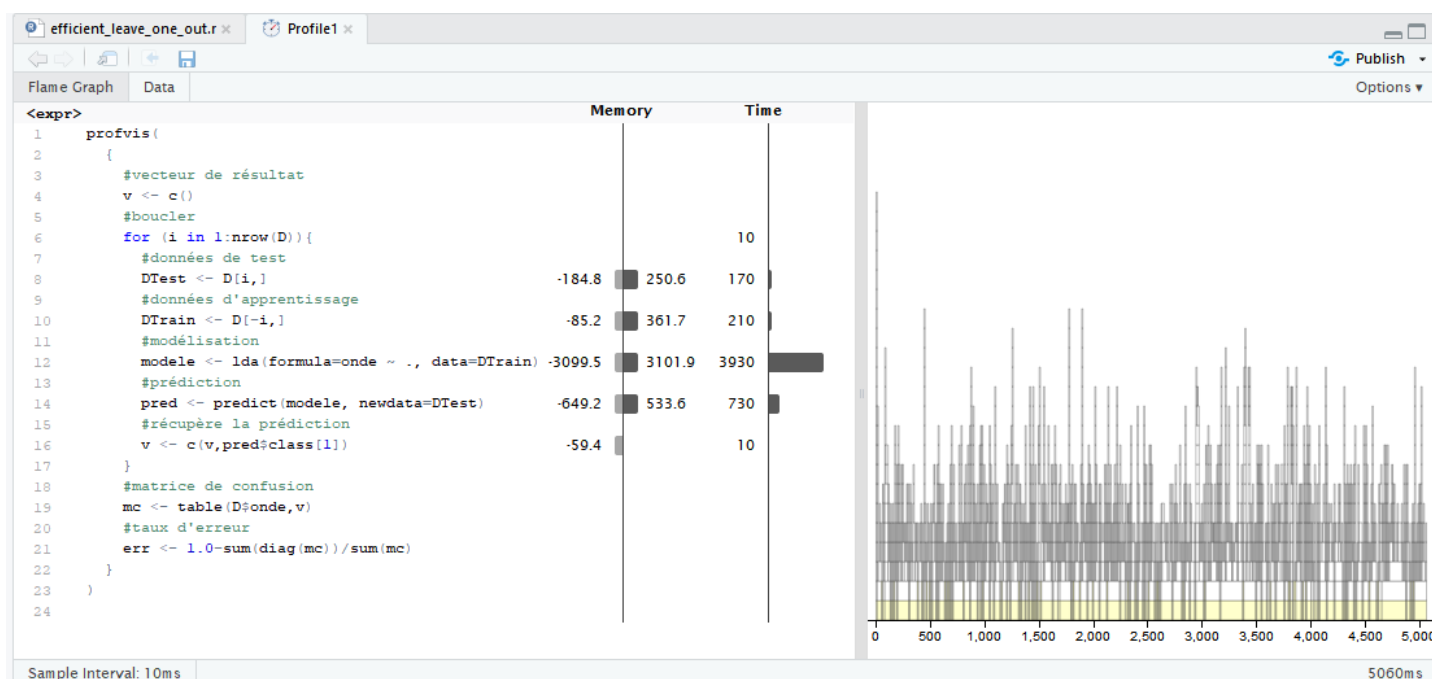 efficient_leave_one_out.r × Profile1 ×
Publish
Flame Graph Data Options ▾
<expr> Memory Time
1 profvis(
2 {
3 #vecteur de résultat
4 v <- c()
5 #boucler
6 for (i in 1:nrow(D)){ 10
7 #données de test
8 DTest <- D[i,] -184.8 250.6 170
9 #données d'apprentissage
10 DTrain <- D[-i,] -85.2 361.7 210
11 #modélisation
12 modele <- lda(formula=onde ~ ., data=DTrain) -3099.5 3101.9 3930
13 #prédiction
14 pred <- predict(modele, newdata=DTest) -649.2 533.6 730
15 #récupère la prédiction
16 v <- c(v,pred$class[1]) -59.4 10
17 }
18 #matrice de confusion
19 mc <- table(D$onde,v)
20 #taux d'erreur
21 err <- 1.0-sum(diag(mc))/sum(mc)
22 }
23 )
24
0 500 1,000 1,500 2,000 2,500 3,000 3,500 4,000 4,500 5,000
Sample Interval: 10ms 5060ms